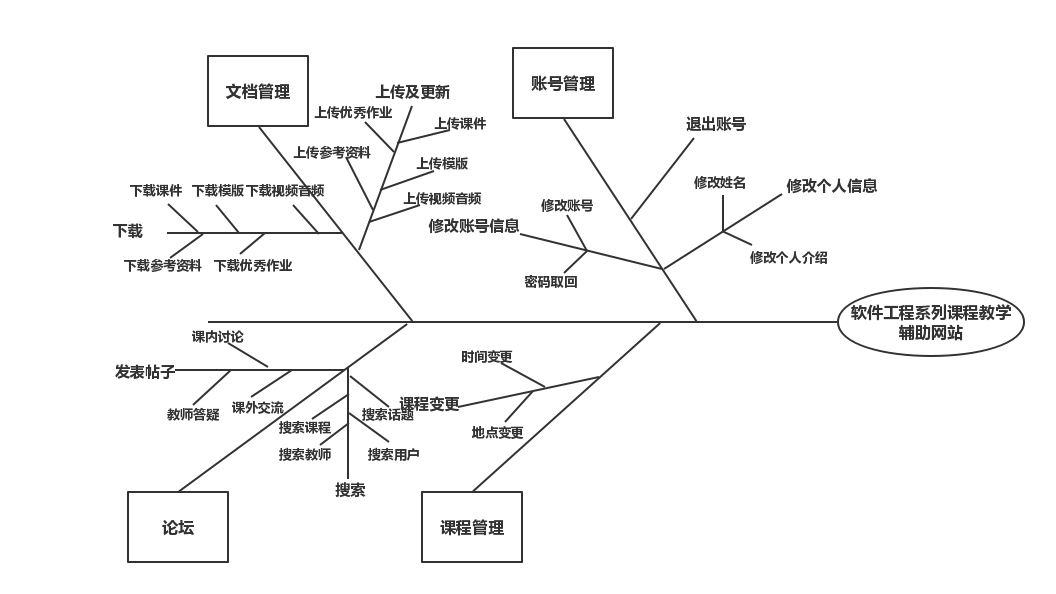 文档管理
账号管理
上传及更新
上传优秀作业
上传课件
退出账号
上传参考资料
上传模版
下载课件
下载模版
下载视频音频
上传视频音频
修改姓名
修改个人信息
修改账号
修改账号信息
下载
下载参考资料
下载优秀作业
修改个人介绍
密码取回
软件工程系列课程教学
辅助网站
课内讨论
时间变更
发表帖子
教师答疑
课外交流
搜索话题
课程变更
搜索课程
地点变更
搜索教师
搜索用户
搜索
论坛
课程管理